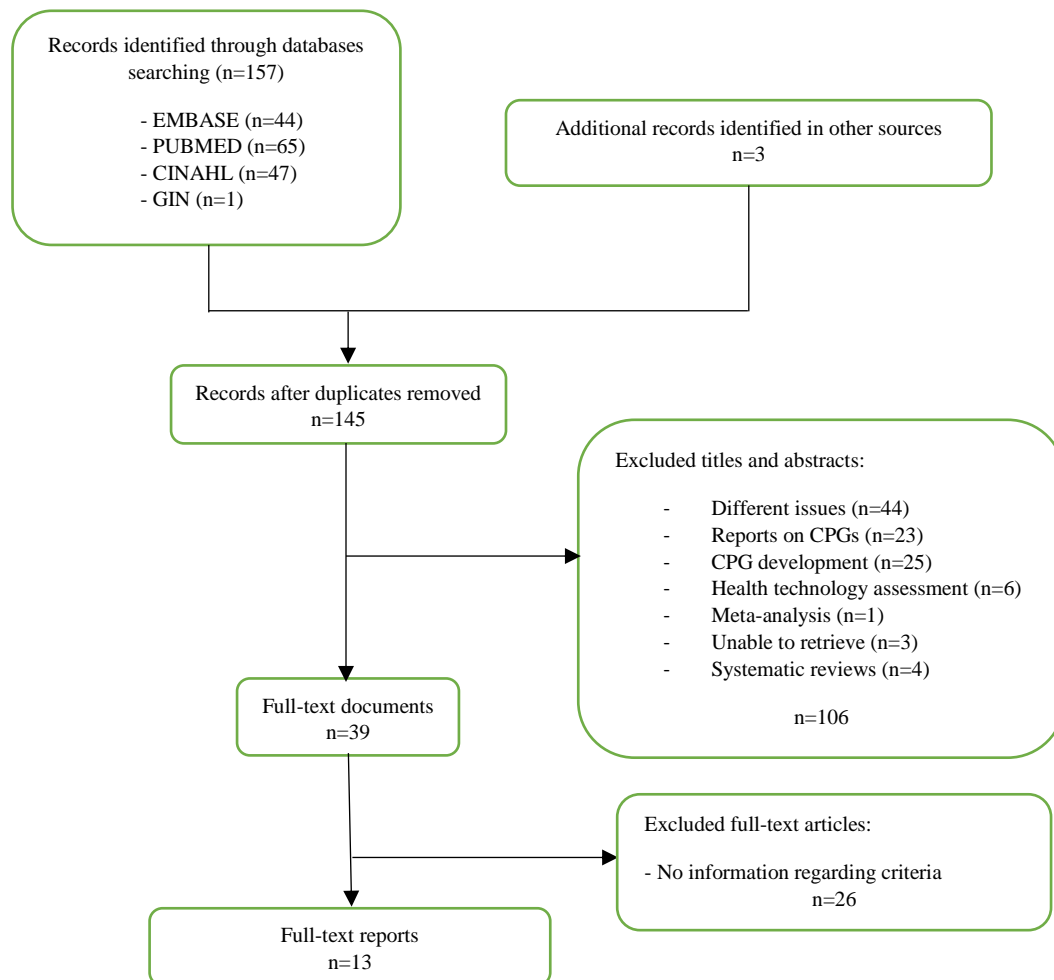 Records identified through databases
searching (n=157)
- EMBASE (n=44)
- PUBMED (n=65)
- CINAHL (n=47)
- GIN (n=1)
Additional records identified in other sources
n=3
Records after duplicates removed
n=145
Excluded titles and abstracts:
- Different issues (n=44)
- Reports on CPGs (n=23)
- CPG development (n=25)
- Health technology assessment (n=6)
- Meta-analysis (n=1)
- Unable to retrieve (n=3)
- Systematic reviews (n=4)
n=106
Full-text documents
n=39
Excluded full-text articles:
- No information regarding criteria
n=26
Full-text reports
n=13